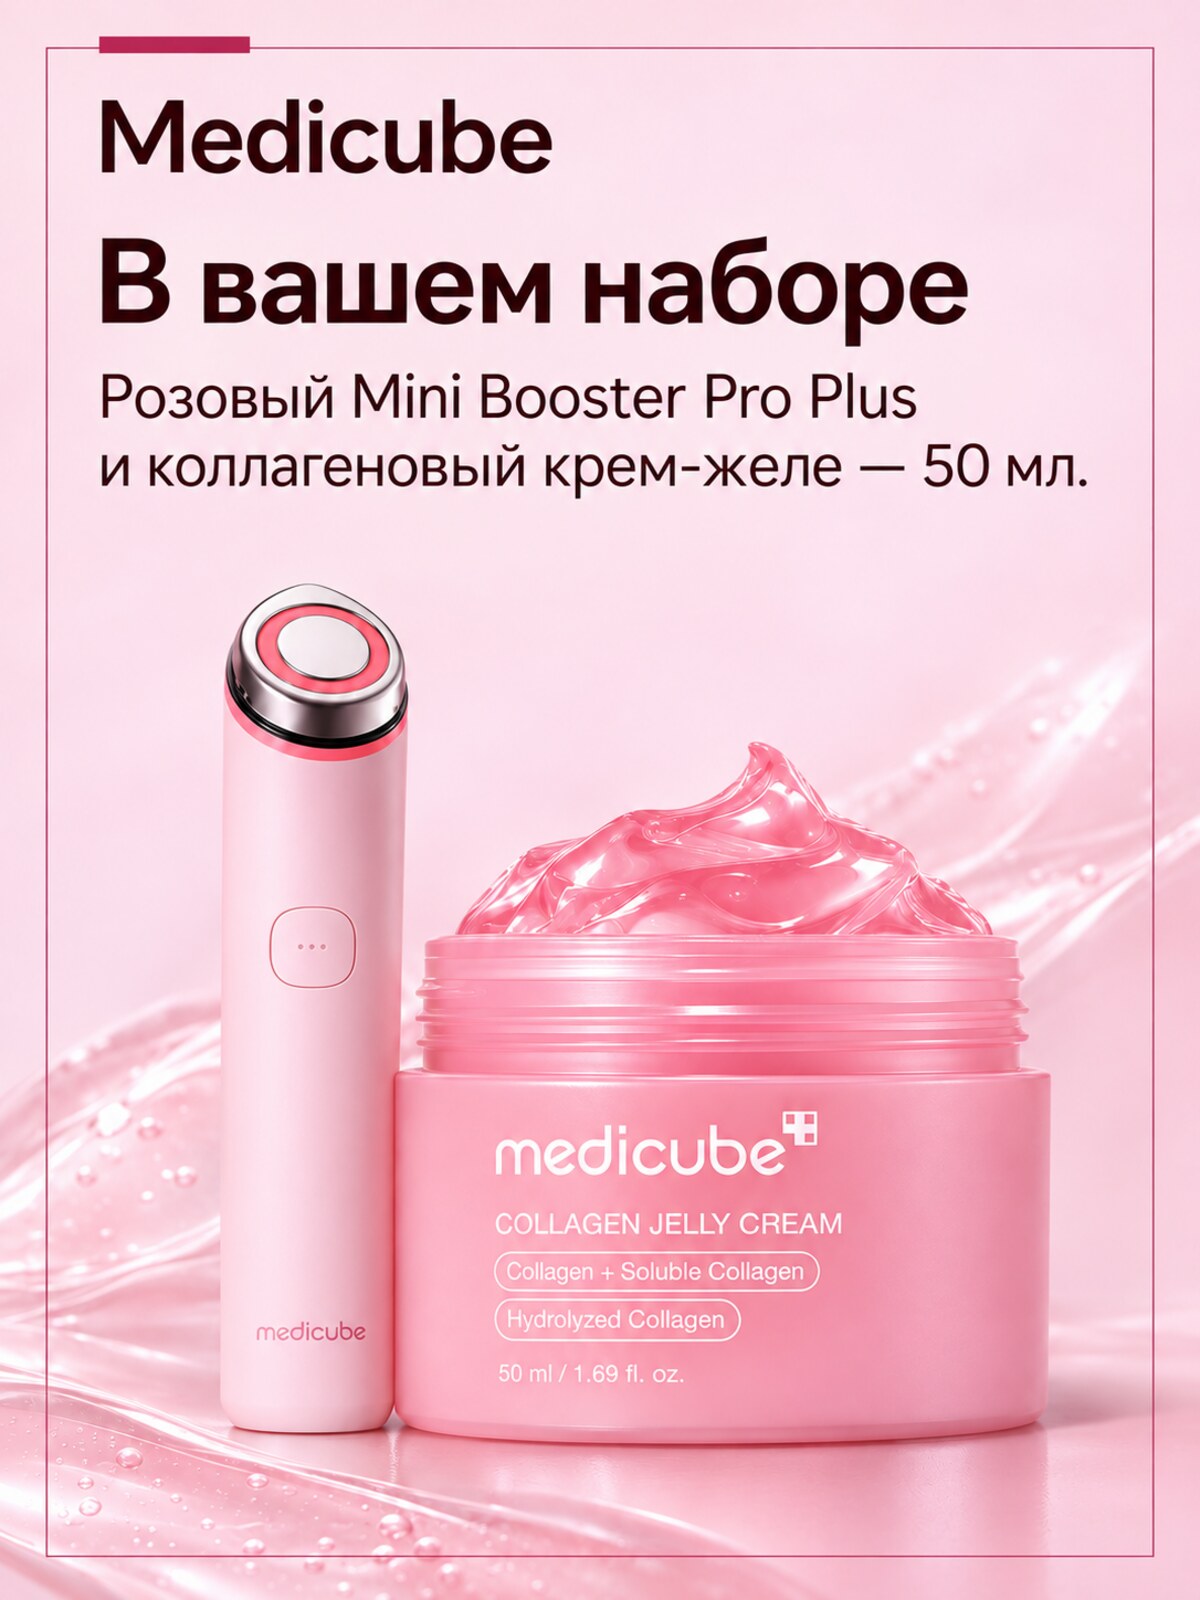 Medicube
В вашем наборе
Розовый Mini Booster Pro Plus
и коллагеновый крем-желе — 50 мл.
medicube
medicube
COLLAGEN JELLY CREAM
Collagen + Soluble Collagen
Hydrolyzed Collagen
50 ml / 1.69 fl. oz.